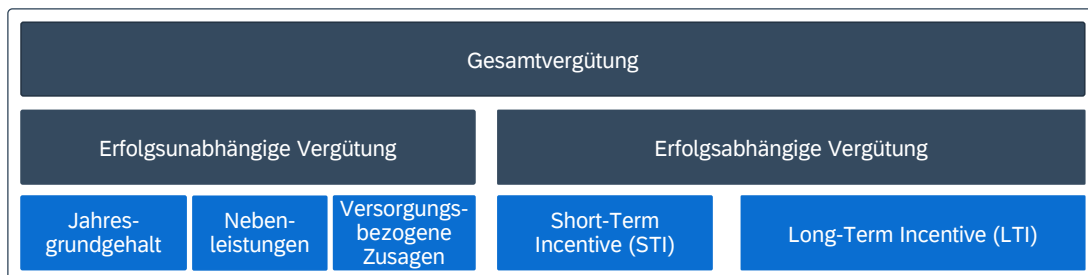 Gesamtvergütung
Erfolgsunabhängige Vergütung
Erfolgsabhängige Vergütung
Jahres-
grundgehalt
Neben-
leistungen
Versorgungs-
bezogene
Zusagen
Short-Term
Incentive (STI)
Long-Term Incentive (LTI)